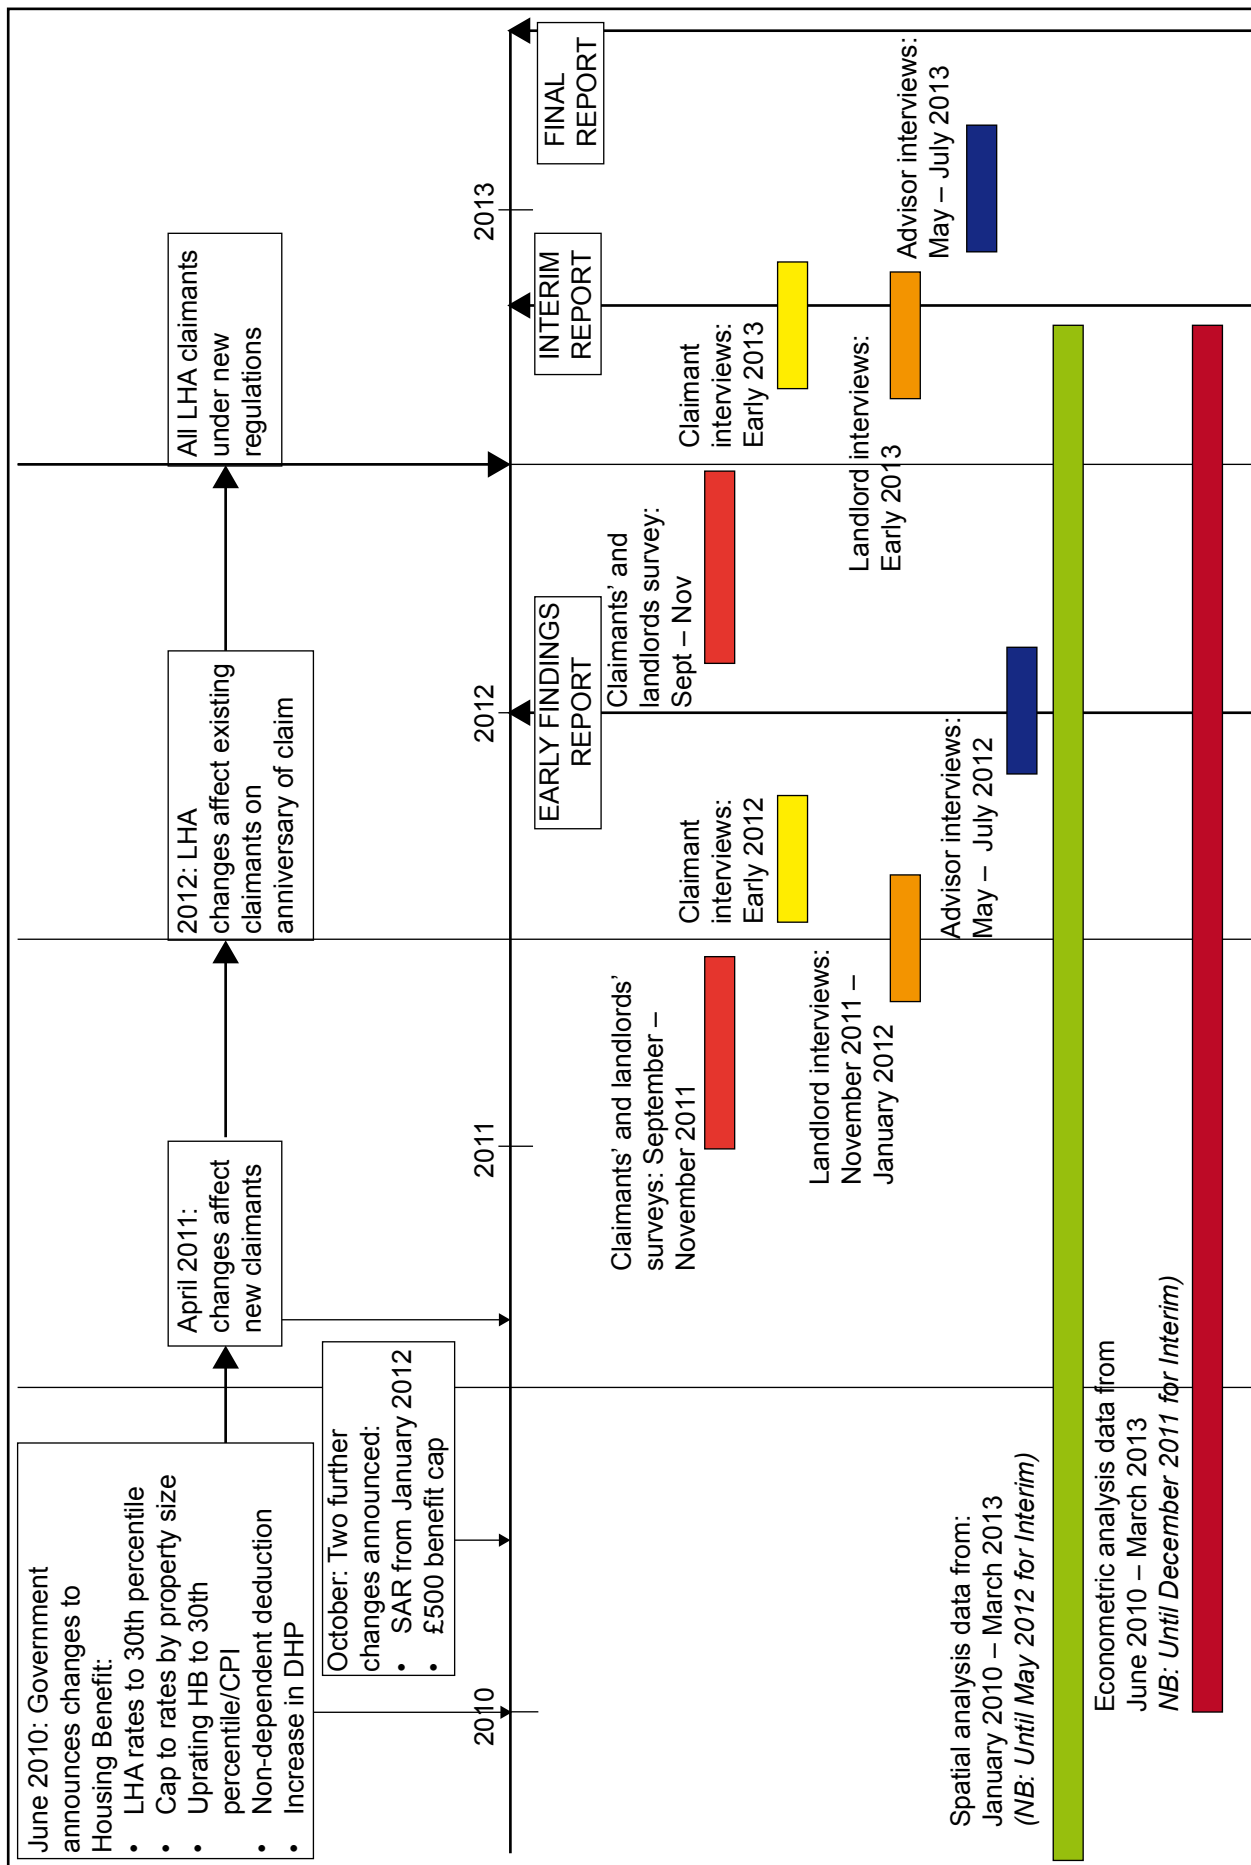 June 2010: Government
announces changes to
Housing Benefit:
• LHA rates to 30th percentile
• Cap to rates by property size
• Uprating HB to 30th
percentile/CPI
• Non-dependent deduction
• Increase in DHP
October: Two further
changes announced:
• SAR from January 2012
• £500 benefit cap
April 2011:
changes affect
new claimants
2012: LHA
changes affect existing
claimants on
anniversary of claim
All LHA claimants
under new
regulations
2010
2011
2012
2013
EARLY FINDINGS
REPORT
INTERIM
REPORT
FINAL
REPORT
Claimants’ and landlords’
surveys: September –
November 2011
Claimants’ and
landlords survey:
Sept – Nov
Claimant
interviews:
Early 2012
Claimant
interviews:
Early 2013
Landlord interviews:
November 2011 –
January 2012
Landlord interviews:
Early 2013
Advisor interviews:
May – July 2012
Advisor interviews:
May – July 2013
Spatial analysis data from:
January 2010 – March 2013
(NB: Until May 2012 for Interim)
Econometric analysis data from
June 2010 – March 2013
NB: Until December 2011 for Interim)